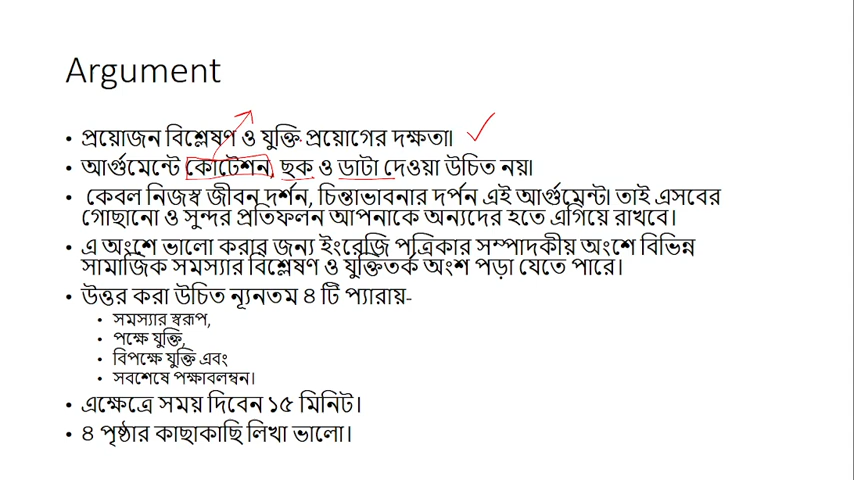 Argument
• প্রয়োজন বিশ্লেষণ ও যুক্তি প্রয়োগের দক্ষতা।
• আর্গুমেন্টে কোটেশন, ছক ও ডাটা দেওয়া উচিত নয়।
• কেবল নিজস্ব জীবন দর্শন, চিন্তাভাবনার দর্পন এই আর্গুমেন্ট। তাই এসবের
গোছানো ও সুন্দর প্রতিফলন আপনাকে অন্যদের হতে এগিয়ে রাখবে।
• এ অংশে ভালো করার জন্য ইংরেজি পত্রিকার সম্পাদকীয় অংশে বিভিন্ন
সামাজিক সমস্যার বিশ্লেষণ ও যুক্তিতর্ক অংশ পড়া যেতে পারে।
• উত্তর করা উচিত ন্যূনতম ৪ টি প্যারায়-
• সমস্যার স্বরূপ,
• পক্ষে যুক্তি,
• বিপক্ষে যুক্তি এবং
• সবশেষে পক্ষাবলম্বন।
• এক্ষেত্রে সময় দিবেন ১৫ মিনিট।
• ৪ পৃষ্ঠার কাছাকাছি লিখা ভালো।